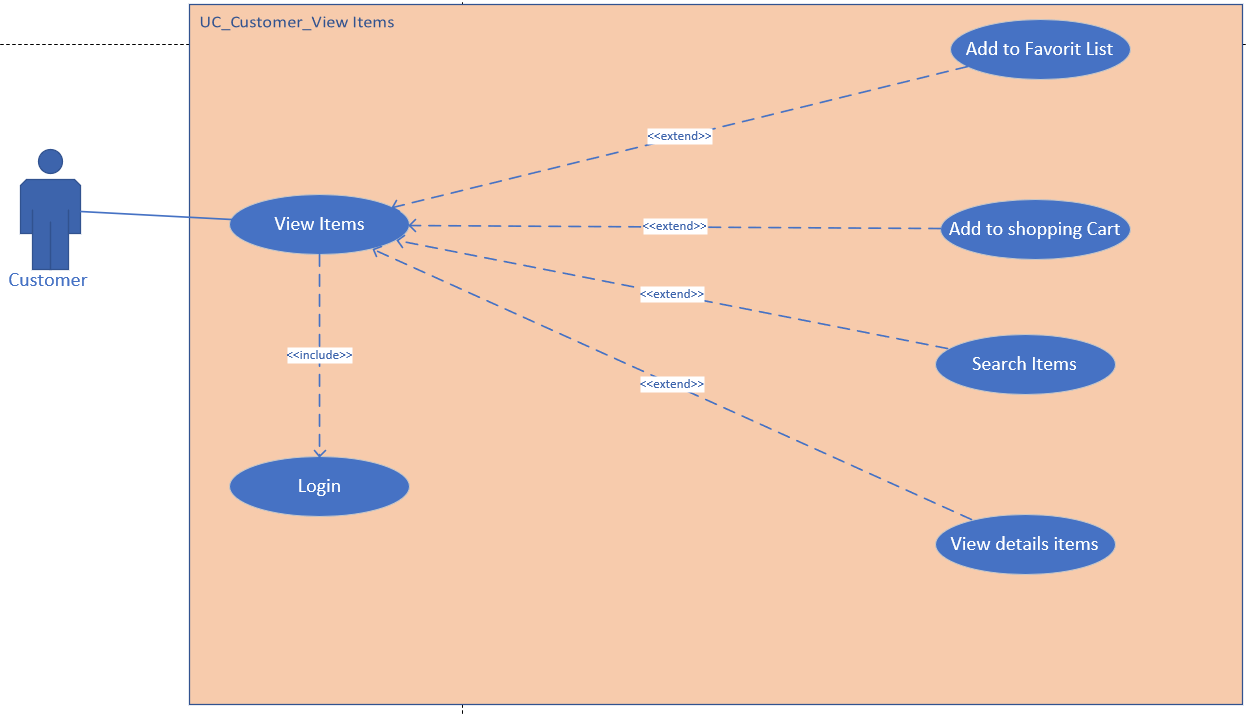 UC_Customer_View Items
Add to Favorit List
<<extend>>
View Items
<<extend>>
Add to shopping Cart
Customer
<<extend>>
<<include>>
Search Items
<<extend>>
Login
View details items